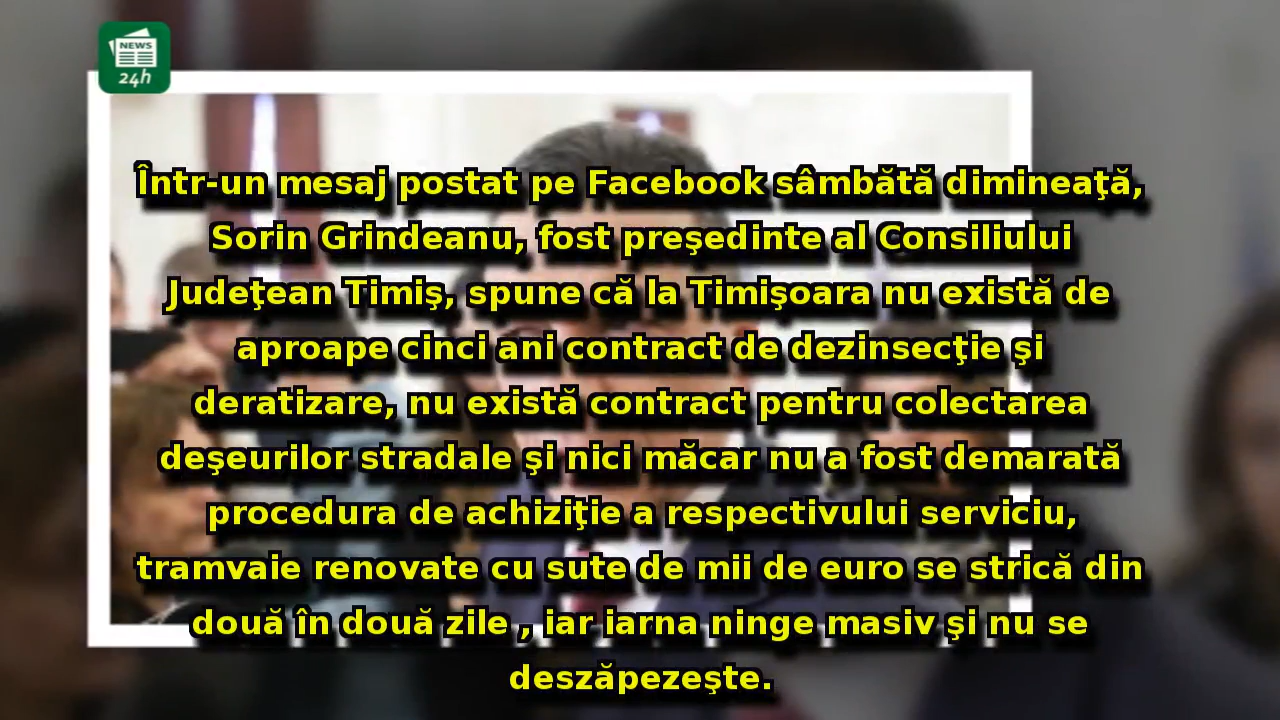 NEWS
24h
Într-un mesaj postat pe Facebook sâmbătă dimineaţă,
Sorin Grindeanu, fost preşedinte al Consiliului
Judeţean Timiş, spune că la Timişoara nu există de
aproape cinci ani contract de dezinsecţie şi
deratizare, nu există contract pentru colectarea
deşeurilor stradale şi nici măcar nu a fost demarată
procedura de achiziţie a respectivului serviciu,
tramvaie renovate cu sute de mii de euro se strică din
două în două zile , iar iarna ninge masiv şi nu se
deszăpezeşte.